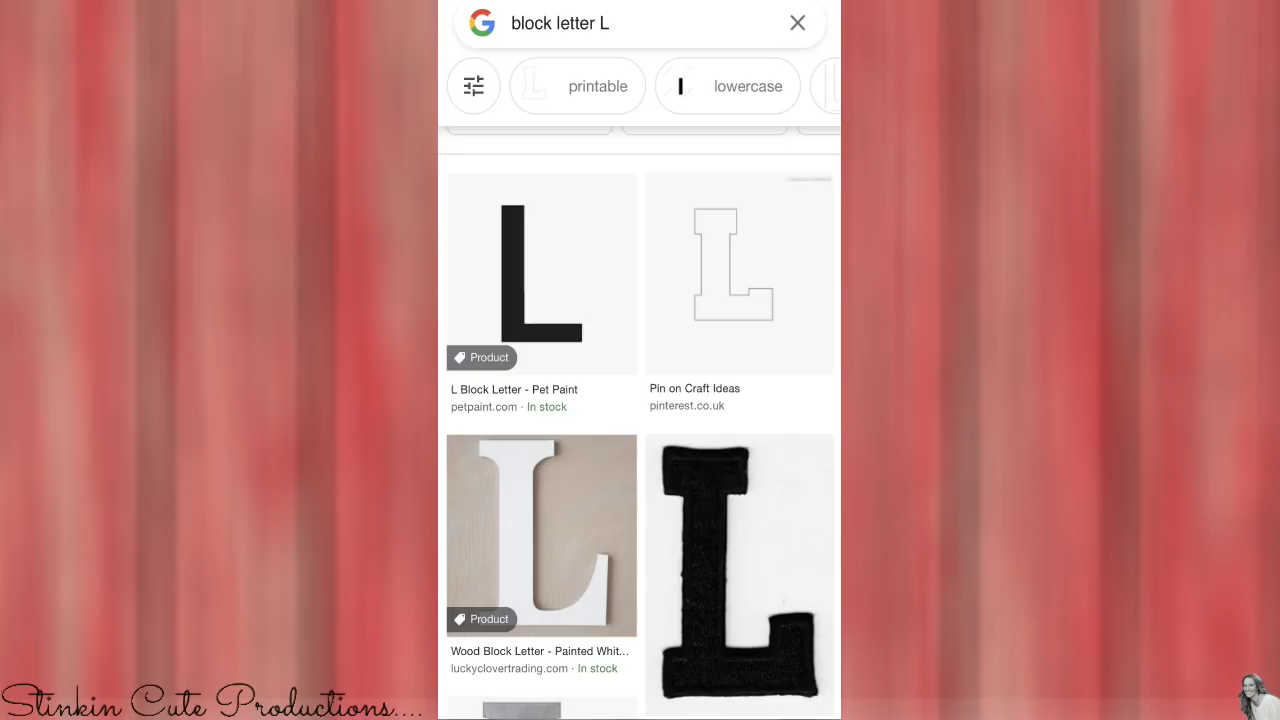 block letter L
printable
lowercase
L
L
Product
L Block Letter - Pet Paint
petpaint.com · In stock
Pin on Craft Ideas
pinterest.co.uk
L
L
Product
Wood Block Letter - Painted Whit...
luckyclovertrading.com · In stock
Stinkin Cute Productions....